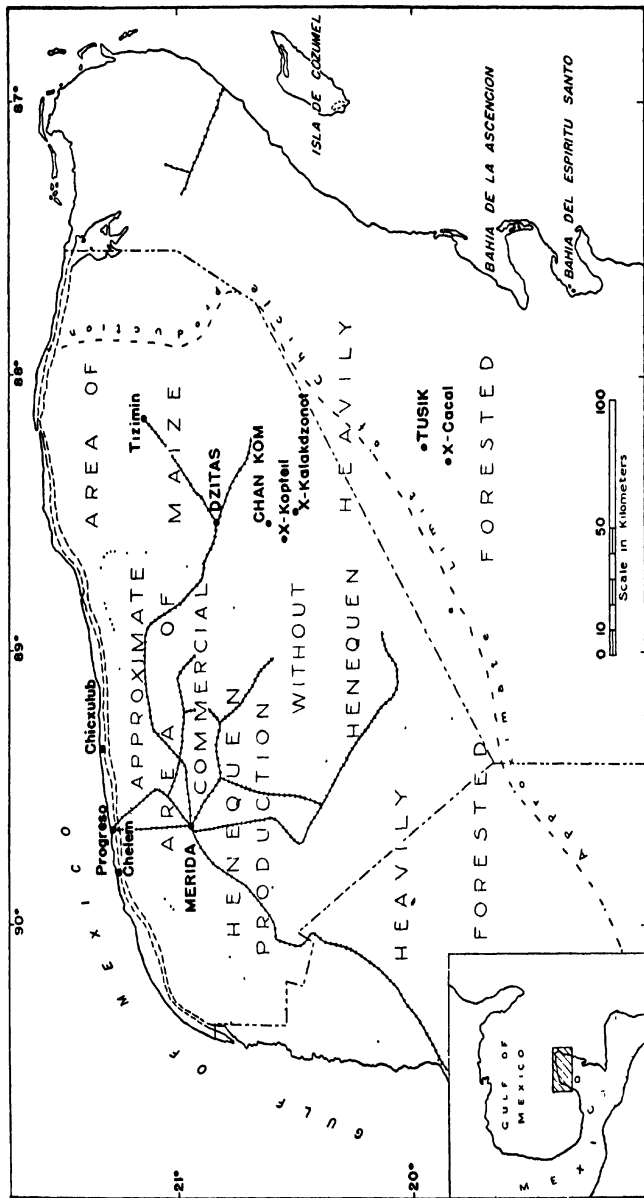 90°
89°
88°
87°
21°
20°
GULF OF MEXICO
Progreso
Chelem
Chicxulub
MERIDA
Tizimin
DZITAS
CHAN KOM
X-Kopteil
X-Kalakdzonot
TUSIK
X-Cacal
APPROXIMATE
AREA OF
COMMERCIAL
HENEQUEN
PRODUCTION
AREA OF
MAIZE
WITHOUT
HENEQUEN
HEAVILY
FORESTED
HEAVILY
FORESTED
ISLA DE COZUMEL
BAHIA DE LA ASCENCION
BAHIA DEL ESPIRITU SANTO
0 10 50 100
Scale in Kilometers
GULF OF
MEXICO
MEXICO